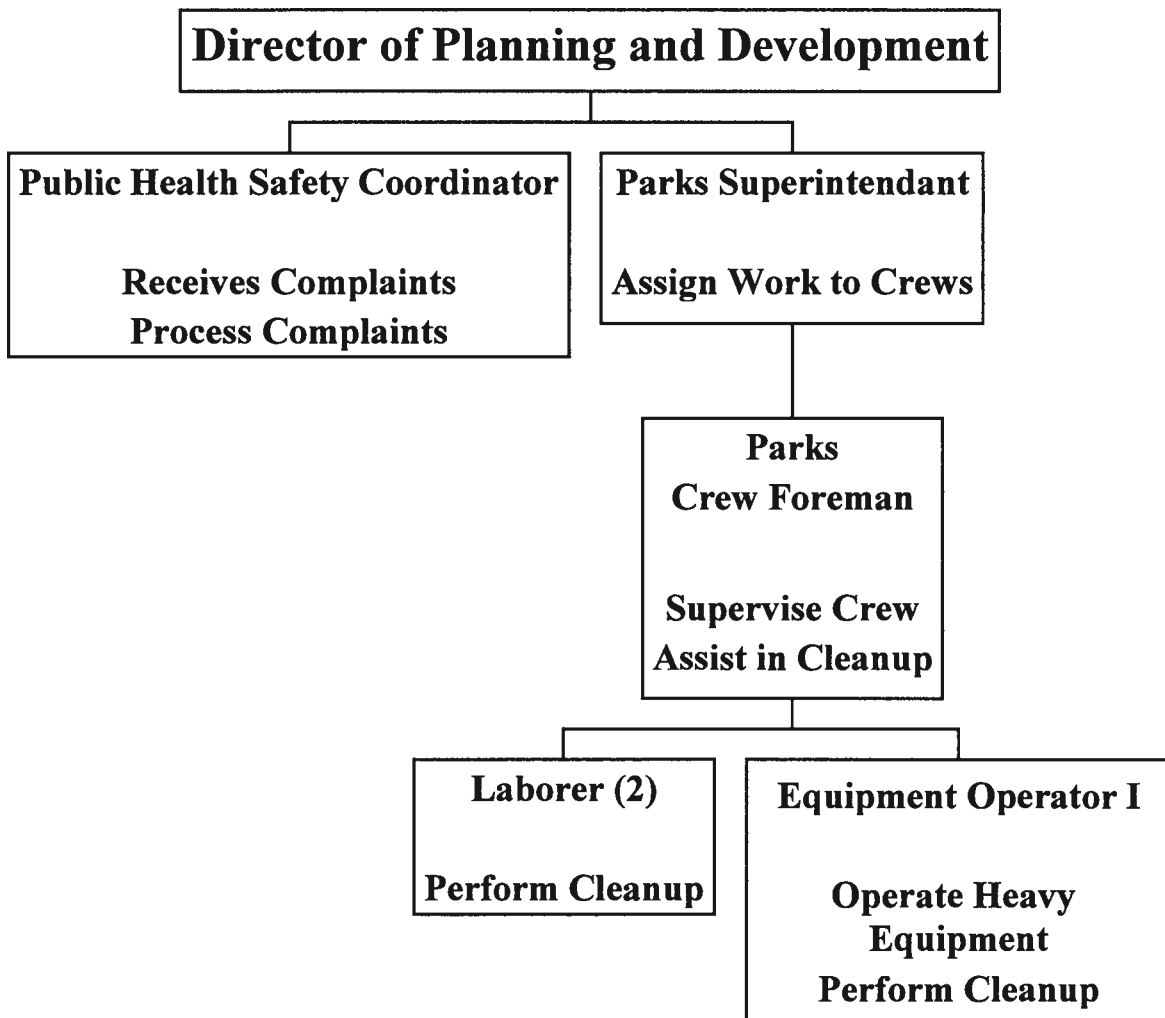 Director of Planning and Development
Public Health Safety Coordinator
Receives Complaints
Process Complaints
Parks Superintendant
Assign Work to Crews
Parks
Crew Foreman
Supervise Crew
Assist in Cleanup
Laborer (2)
Perform Cleanup
Equipment Operator I
Operate Heavy
Equipment
Perform Cleanup